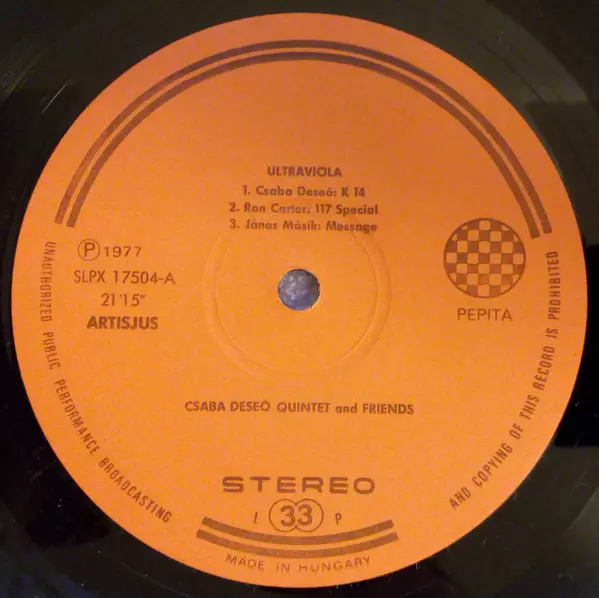 ULTRAVIOLA
1. Csaba Deseő: K 14
2. Ron Carter: 117 Special
3. János Másik: Message
Ⓟ 1977
SLPX 17504-A
21'15"
ARTISJUS
PEPITA
CSABA DESEŐ QUINTET and FRIENDS
STEREO
L 33 P
MADE IN HUNGARY
UNAUTHORIZED PUBLIC PERFORMANCE BROADCASTING
AND COPYING OF THIS RECORD IS PROHIBITED